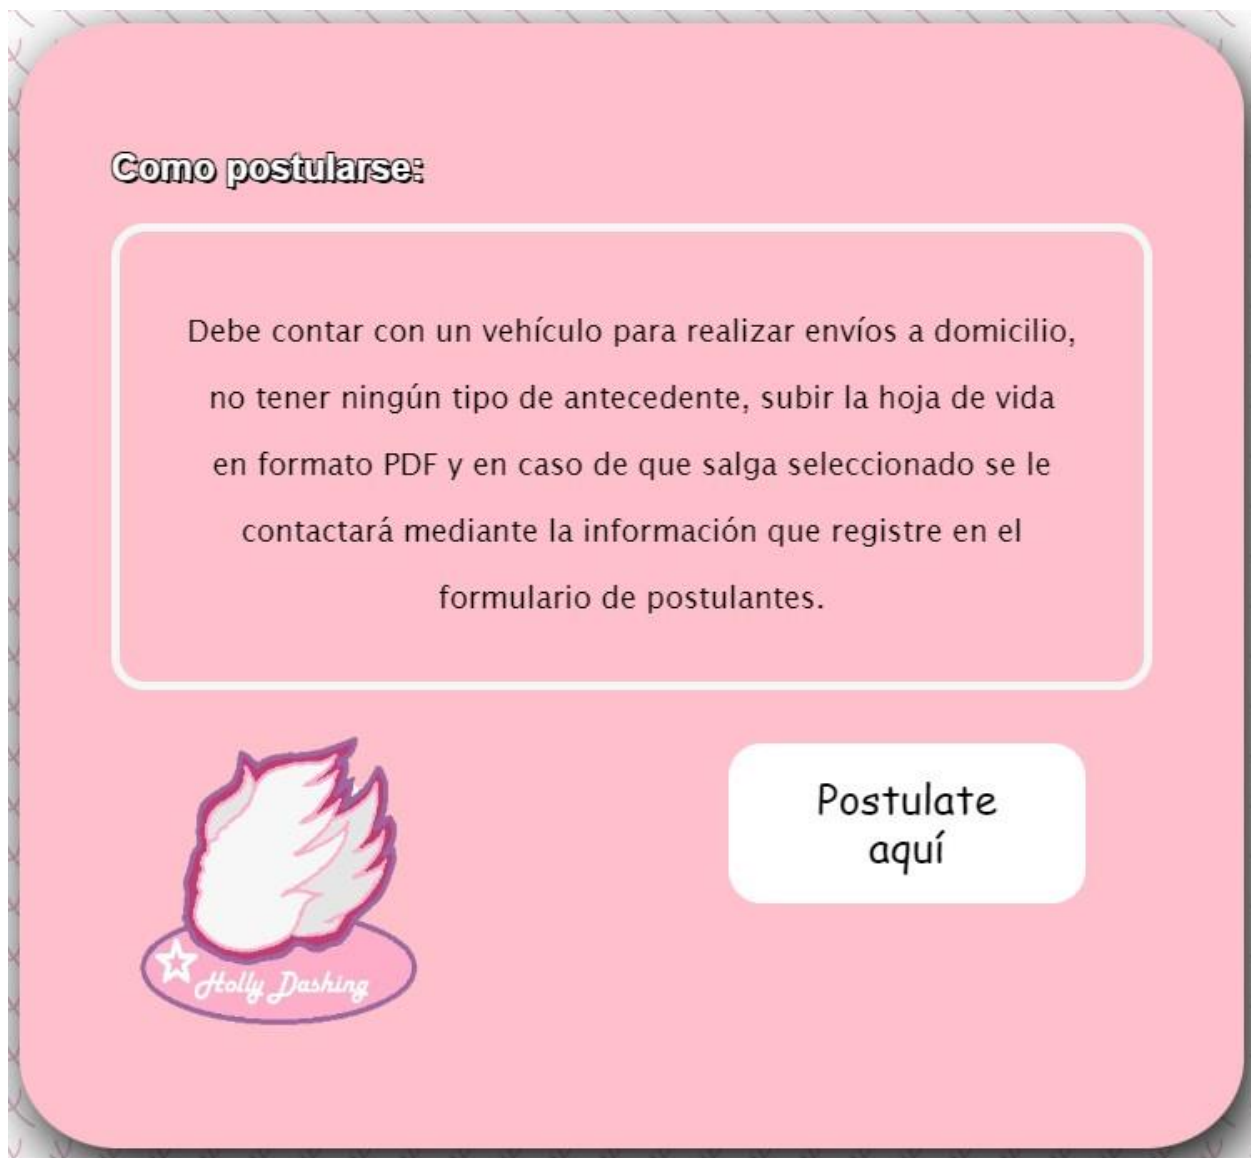 Como postularse:
Debe contar con un vehículo para realizar envíos a domicilio,
no tener ningún tipo de antecedente, subir la hoja de vida
en formato PDF y en caso de que salga seleccionado se le
contactará mediante la información que registre en el
formulario de postulantes.
Postulate
aquí
Holly Dashing